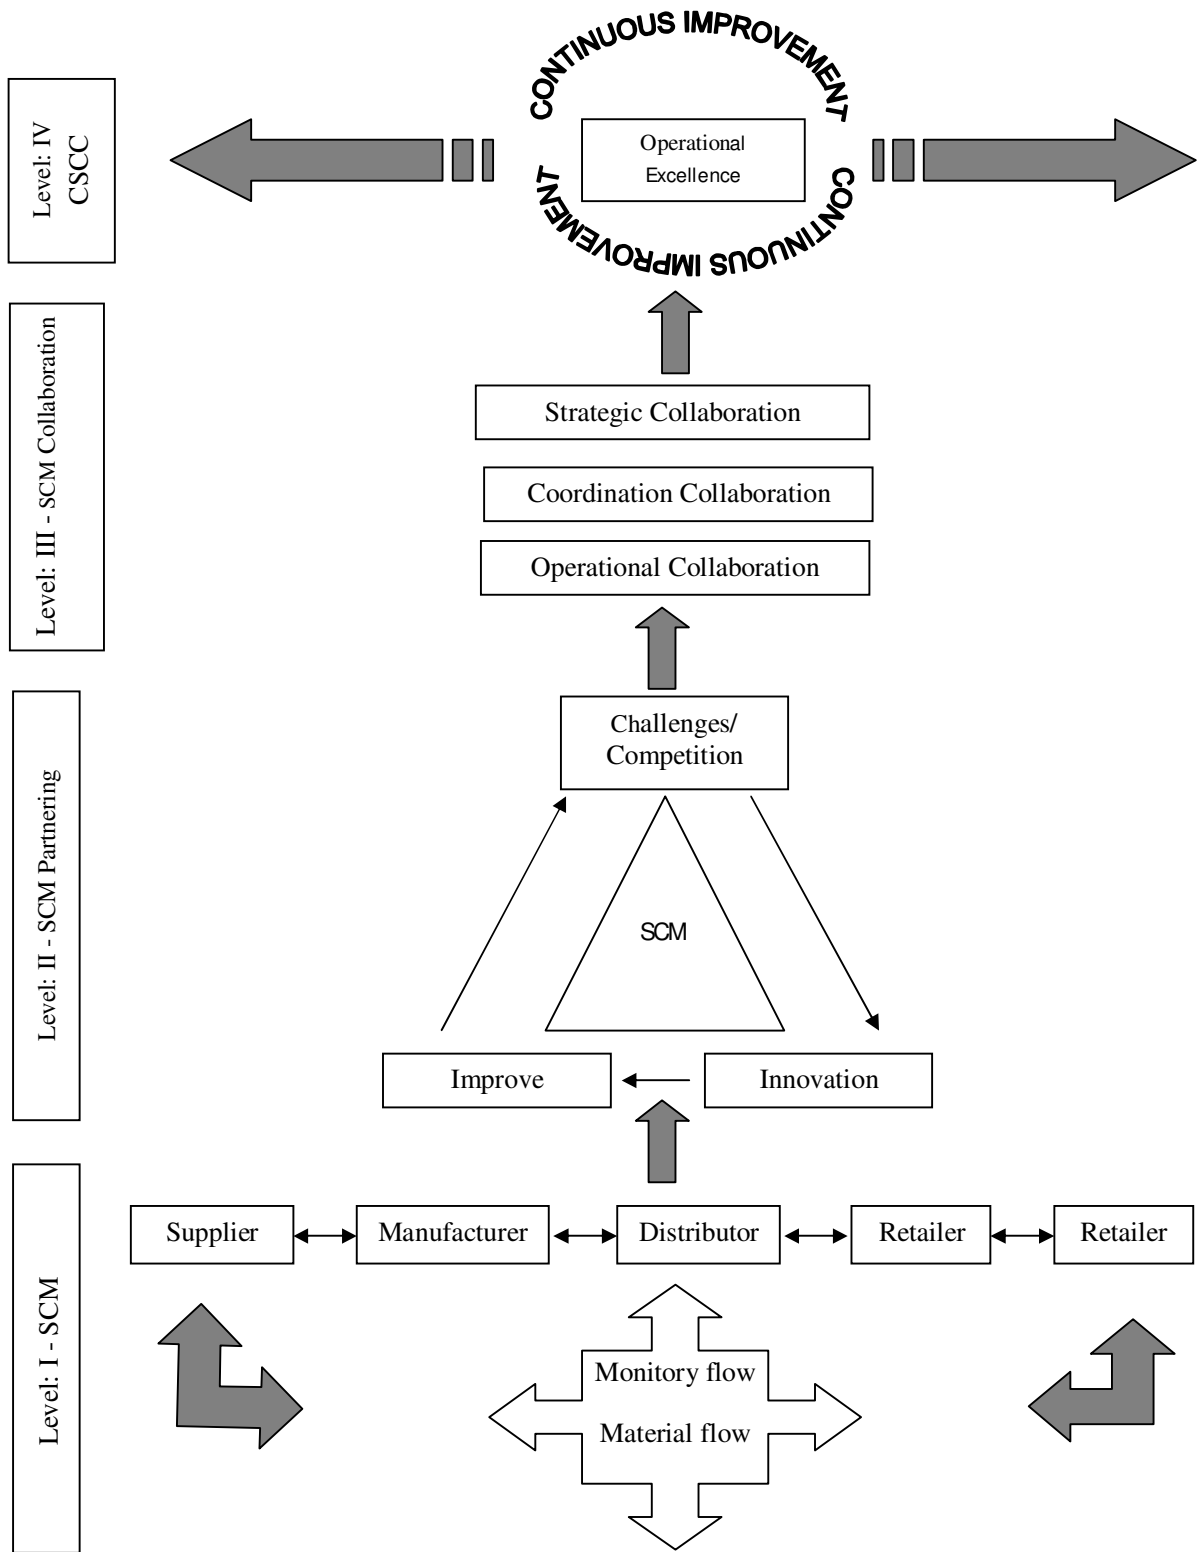 CONTINUOUS IMPROVEMENT
Level: IV
CSCC
Operational
Excellence
CONTINUOUS IMPROVEMENT
Level: III - SCM Collaboration
Strategic Collaboration
Coordination Collaboration
Operational Collaboration
Level: II - SCM Partnering
Challenges/
Competition
SCM
Improve
Innovation
Level: I - SCM
Supplier
Manufacturer
Distributor
Retailer
Retailer
Monitory flow
Material flow